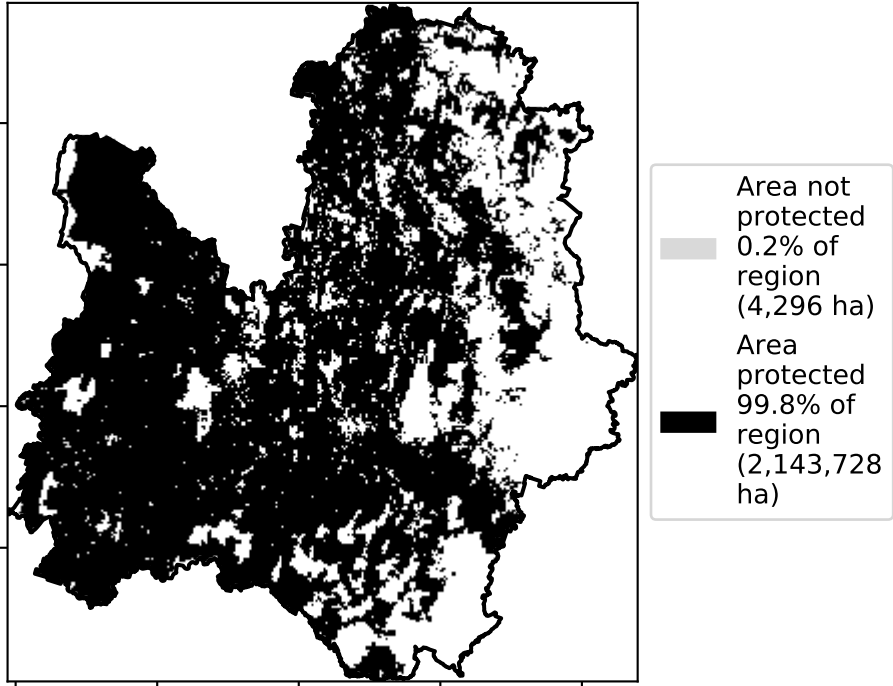 Area not
protected
0.2% of
region
(4,296 ha)
Area
protected
99.8% of
region
(2,143,728
ha)